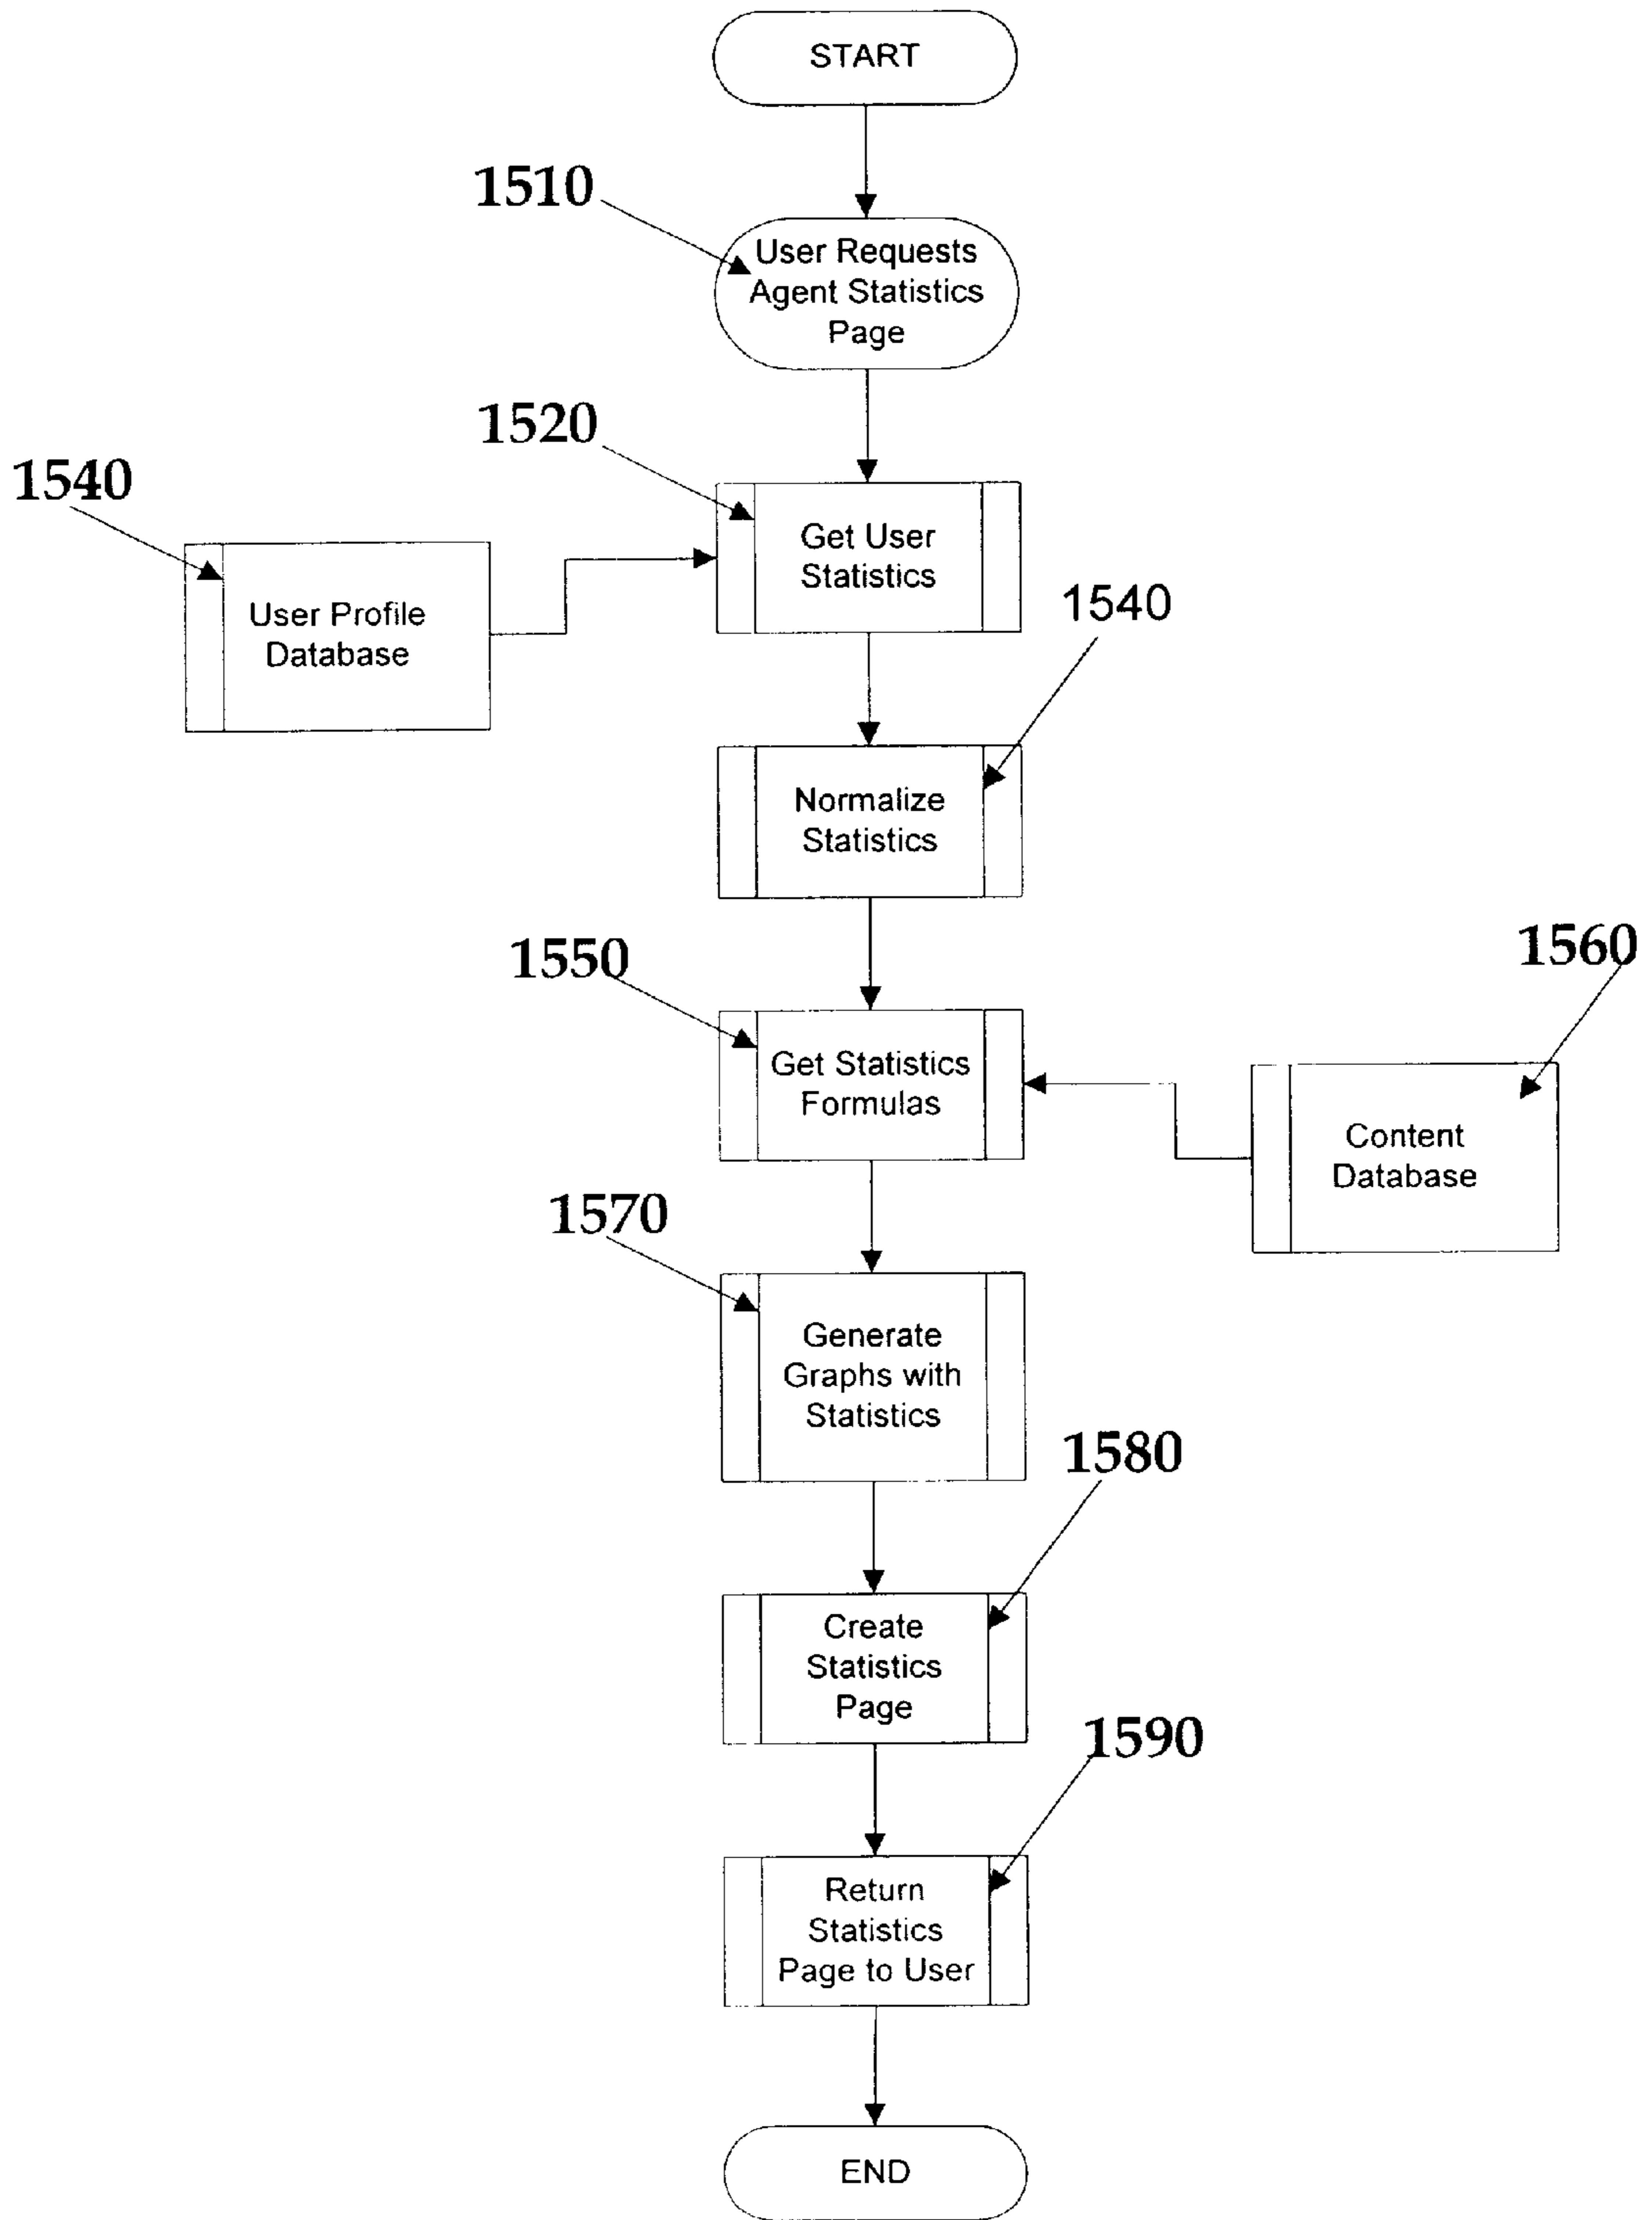 START
1510
User Requests
Agent Statistics
Page
1520
1540
Get User
Statistics
User Profile
Database
1540
Normalize
Statistics
1550
1560
Get Statistics
Formulas
Content
Database
1570
Generate
Graphs with
Statistics
1580
Create
Statistics
Page
1590
Return
Statistics
Page to User
END